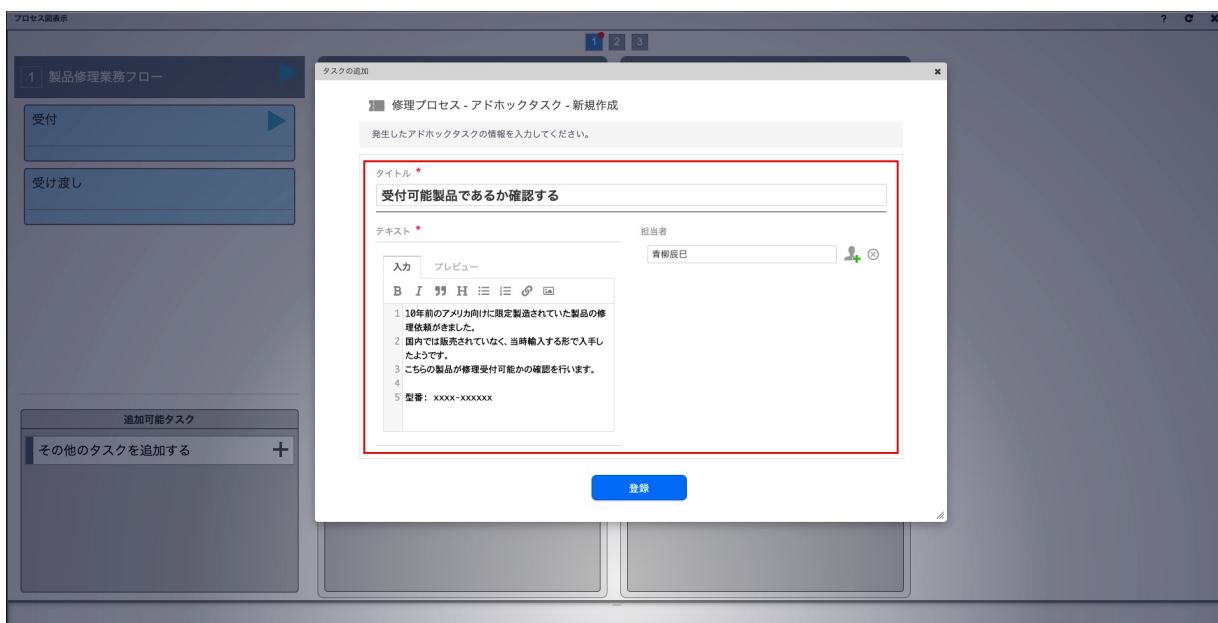 プロセス図表示
?
1 2 3
1 製品修理業務フロー
受付
受け渡し
追加可能タスク
その他のタスクを追加する
タスクの追加
修理プロセス - アドホックタスク - 新規作成
発生したアドホックタスクの情報を入力してください。
タイトル *
受付可能製品であるか確認する
テキスト *
担当者
青柳辰巳
入力 プレビュー
B I H
1 10年前のアメリカ向けに限定製造されていた製品の修
理依頼がきました。
2 国内では販売されていなく、当時輸入する形で入手し
たようです。
3 こちらの製品が修理受付可能かの確認を行います。
4
5 型番: xxxx-xxxxxx
登録